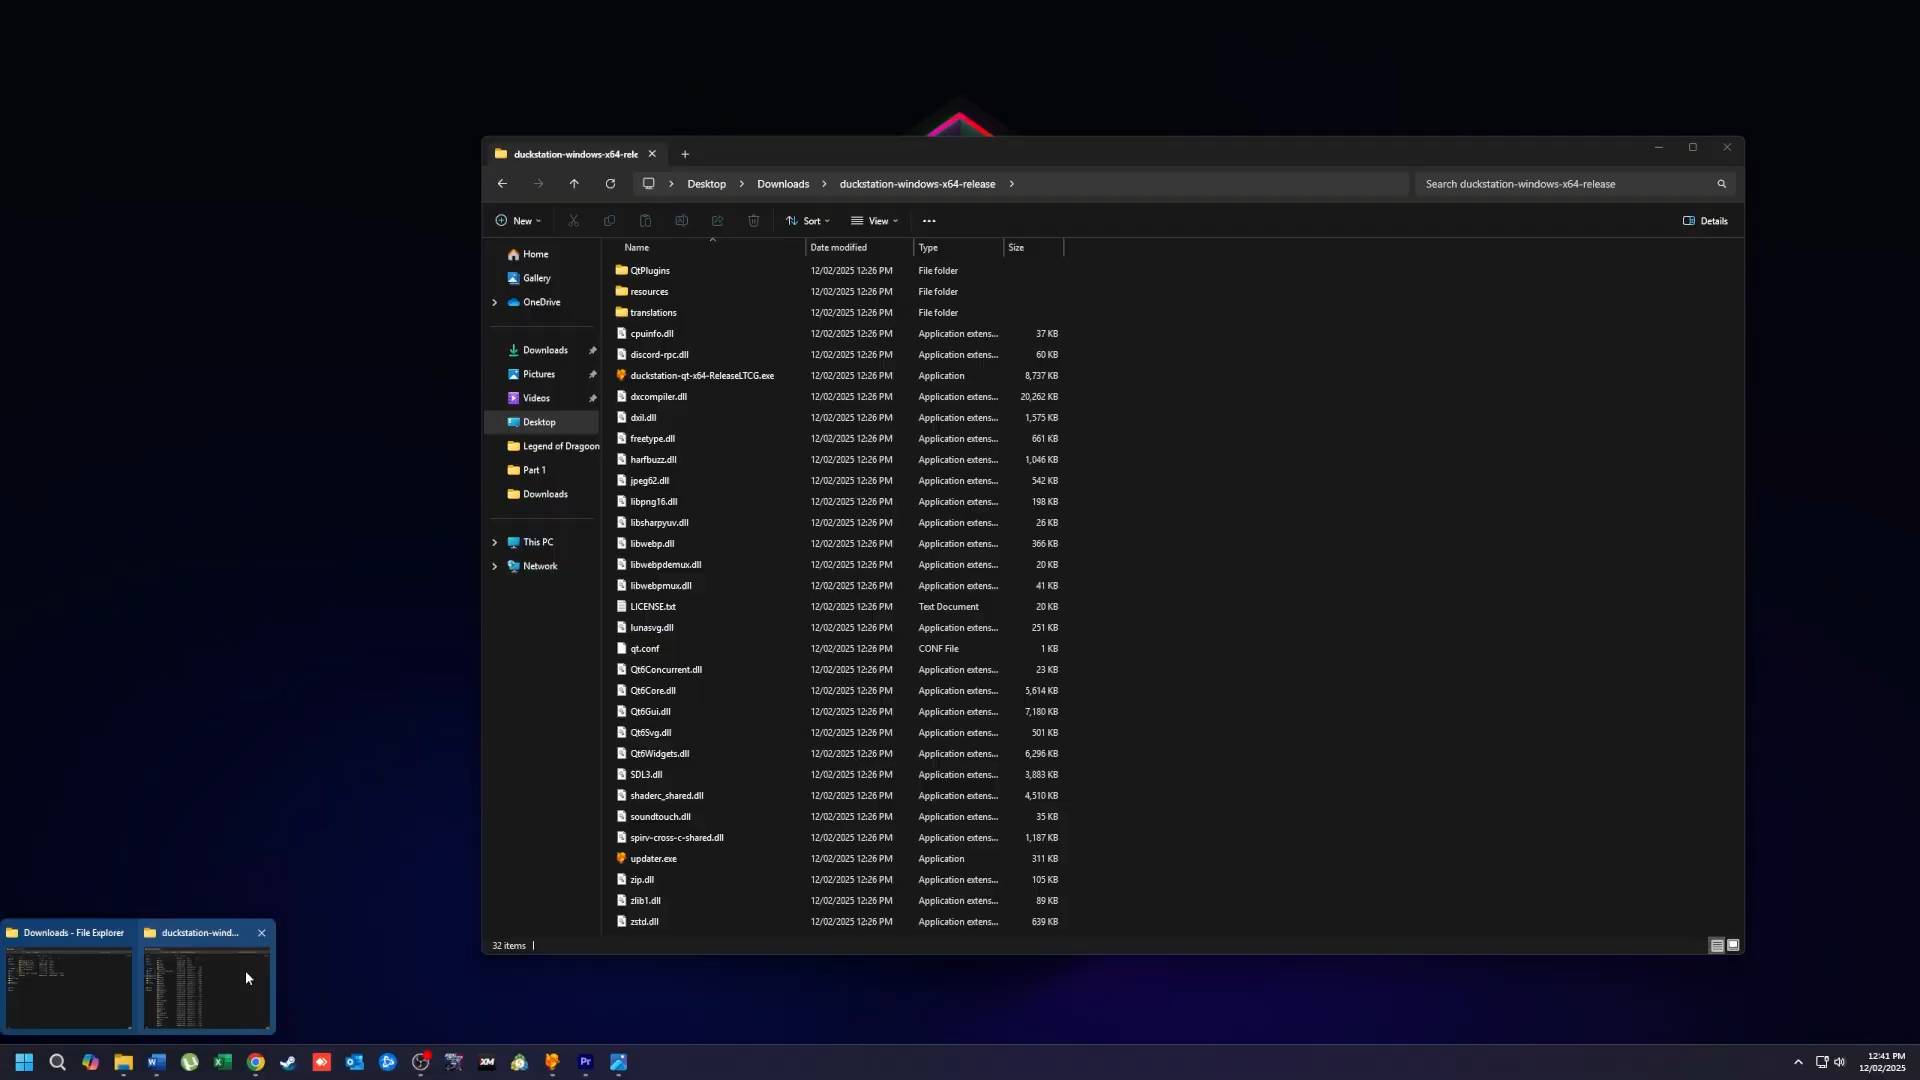 duckstation-windows-x64-rele
Desktop Downloads duckstation-windows-x64-release
Search duckstation-windows-x64-release
New Sort View Details
Home
Gallery
OneDrive
Downloads
Pictures
Videos
Desktop
Legend of Dragoon
Part 1
Downloads
This PC
Network
Name Date modified Type Size
QtPlugins 12/02/2025 12:26 PM File folder
resources 12/02/2025 12:26 PM File folder
translations 12/02/2025 12:26 PM File folder
cpuinfo.dll 12/02/2025 12:26 PM Application extens... 37 KB
discord-rpc.dll 12/02/2025 12:26 PM Application extens... 60 KB
duckstation-qt-x64-ReleaseLTCG.exe 12/02/2025 12:26 PM Application 8,737 KB
dxcompiler.dll 12/02/2025 12:26 PM Application extens... 20,262 KB
dxil.dll 12/02/2025 12:26 PM Application extens... 1,575 KB
freetype.dll 12/02/2025 12:26 PM Application extens... 661 KB
harfbuzz.dll 12/02/2025 12:26 PM Application extens... 1,046 KB
jpeg62.dll 12/02/2025 12:26 PM Application extens... 542 KB
libpng16.dll 12/02/2025 12:26 PM Application extens... 198 KB
libsharpyuv.dll 12/02/2025 12:26 PM Application extens... 26 KB
libwebp.dll 12/02/2025 12:26 PM Application extens... 366 KB
libwebpdemux.dll 12/02/2025 12:26 PM Application extens... 20 KB
libwebpmux.dll 12/02/2025 12:26 PM Application extens... 41 KB
LICENSE.txt 12/02/2025 12:26 PM Text Document 20 KB
lunasvg.dll 12/02/2025 12:26 PM Application extens... 251 KB
qt.conf 12/02/2025 12:26 PM CONF File 1 KB
Qt6Concurrent.dll 12/02/2025 12:26 PM Application extens... 23 KB
Qt6Core.dll 12/02/2025 12:26 PM Application extens... 5,614 KB
Qt6Gui.dll 12/02/2025 12:26 PM Application extens... 7,180 KB
Qt6Svg.dll 12/02/2025 12:26 PM Application extens... 501 KB
Qt6Widgets.dll 12/02/2025 12:26 PM Application extens... 6,296 KB
SDL3.dll 12/02/2025 12:26 PM Application extens... 3,883 KB
shaderc_shared.dll 12/02/2025 12:26 PM Application extens... 4,510 KB
soundtouch.dll 12/02/2025 12:26 PM Application extens... 35 KB
spirv-cross-c-shared.dll 12/02/2025 12:26 PM Application extens... 1,187 KB
updater.exe 12/02/2025 12:26 PM Application 311 KB
zip.dll 12/02/2025 12:26 PM Application extens... 105 KB
zlib1.dll 12/02/2025 12:26 PM Application extens... 89 KB
zstd.dll 12/02/2025 12:26 PM Application extens... 639 KB
32 items
Downloads - File Explorer
duckstation-wind...
W
X
XM
Pr
12:41 PM
12/02/2025